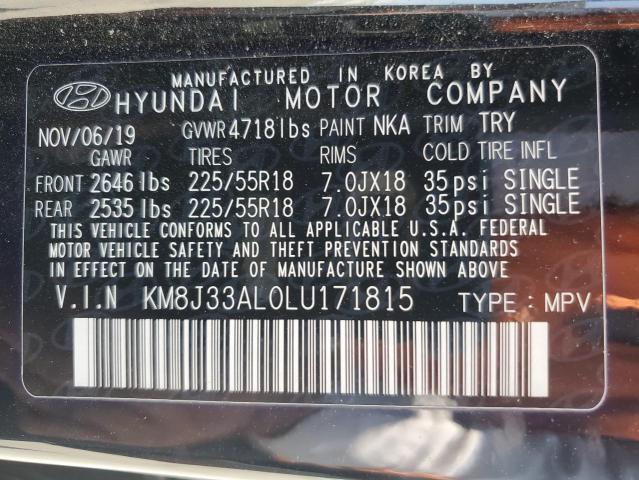 MANUFACTURED IN KOREA BY
HYUNDAI MOTOR COMPANY
NOV/06/19 GVWR 4718lbs PAINT NKA TRIM TRY
GAWR TIRES RIMS COLD TIRE INFL
FRONT 2646lbs 225/55R18 7.0JX18 35psi SINGLE
REAR 2535lbs 225/55R18 7.0JX18 35psi SINGLE
THIS VEHICLE CONFORMS TO ALL APPLICABLE U.S.A. FEDERAL
MOTOR VEHICLE SAFETY AND THEFT PREVENTION STANDARDS
IN EFFECT ON THE DATE OF MANUFACTURE SHOWN ABOVE.
V.I.N KM8J33AL0LU171815 TYPE : MPV